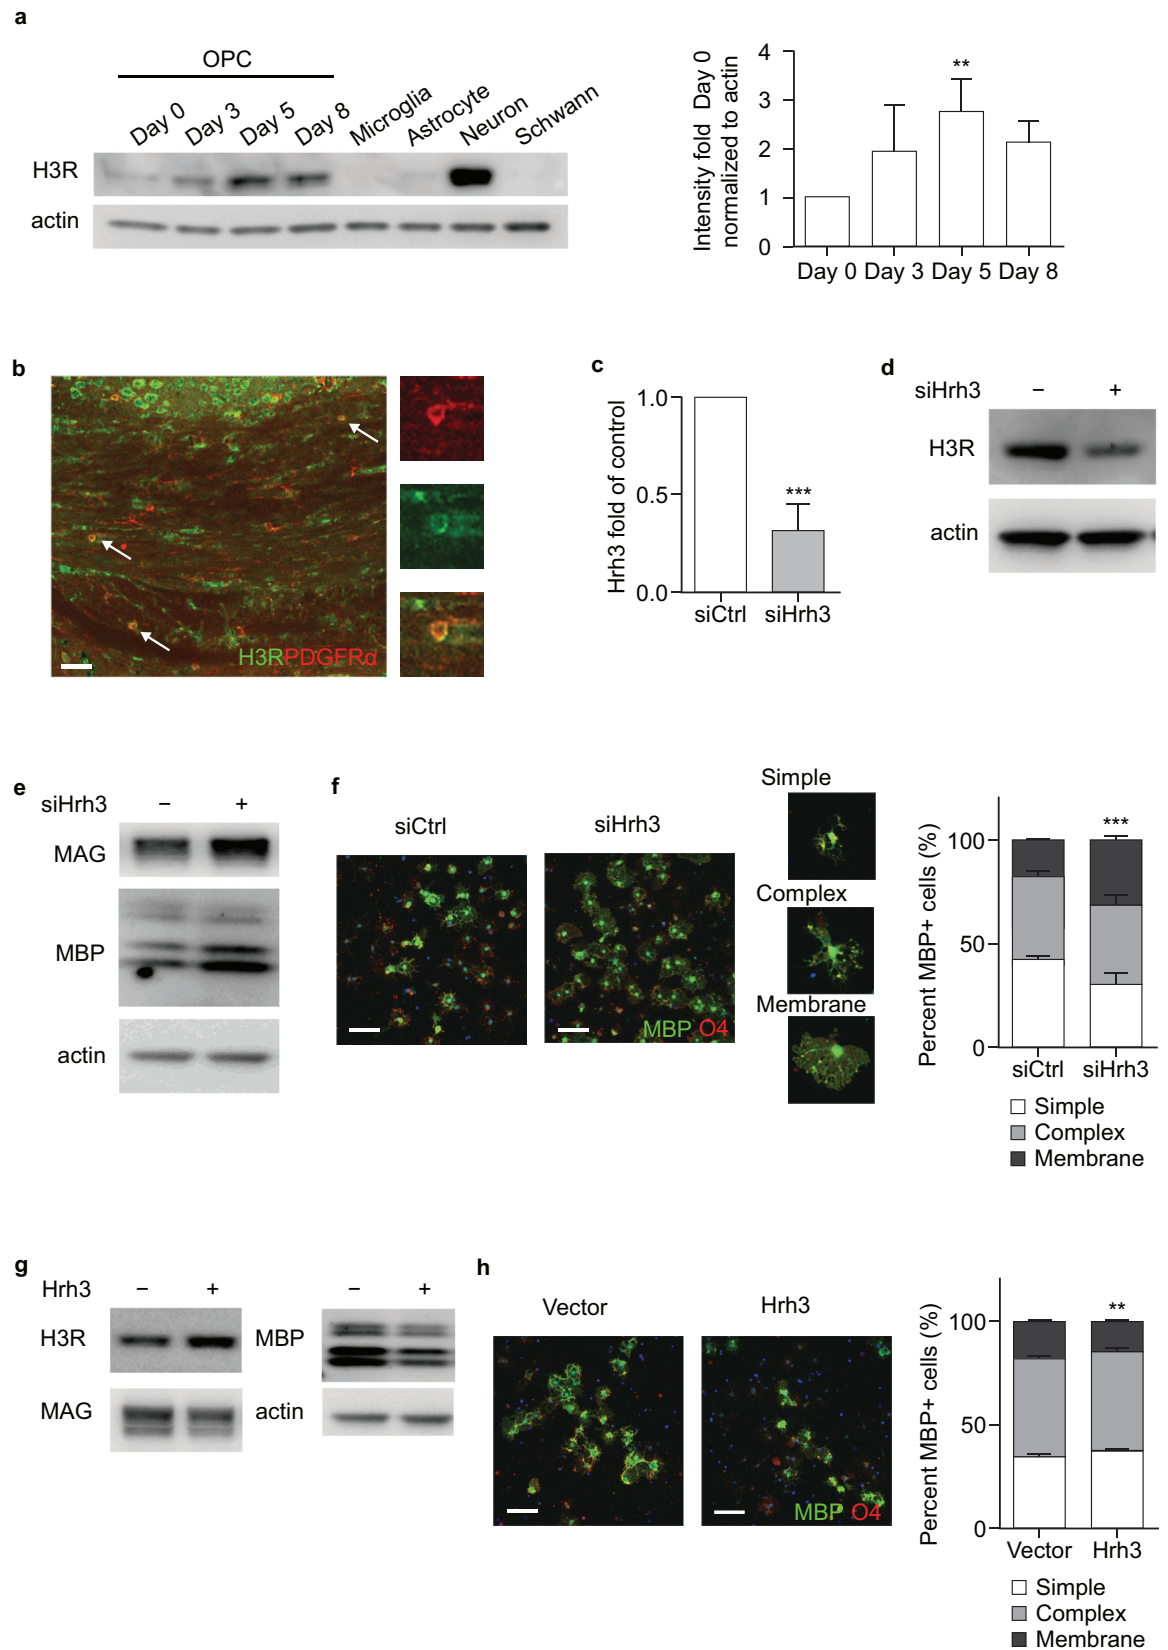 a
OPC
Day 0 Day 3 Day 5 Day 8 Microglia Astrocyte Neuron Schwann
H3R
actin
Intensity fold Day 0
normalized to actin
4
**
3
2
1
0
Day 0 Day 3 Day 5 Day 8
b
H3RPDGFRα
c
Hrh3 fold of control
1.0
***
0.5
0.0
siCtrl siHrh3
d
siHrh3 − +
H3R
actin
e
siHrh3 − +
MAG
MBP
actin
f
siCtrl siHrh3
MBP O4
Simple
Complex
Membrane
Percent MBP+ cells (%)
***
100
50
0
siCtrl siHrh3
Simple
Complex
Membrane
g
Hrh3 − +
H3R
MAG
− +
MBP
actin
h
Vector Hrh3
MBP O4
Percent MBP+ cells (%)
**
100
50
0
Vector Hrh3
Simple
Complex
Membrane